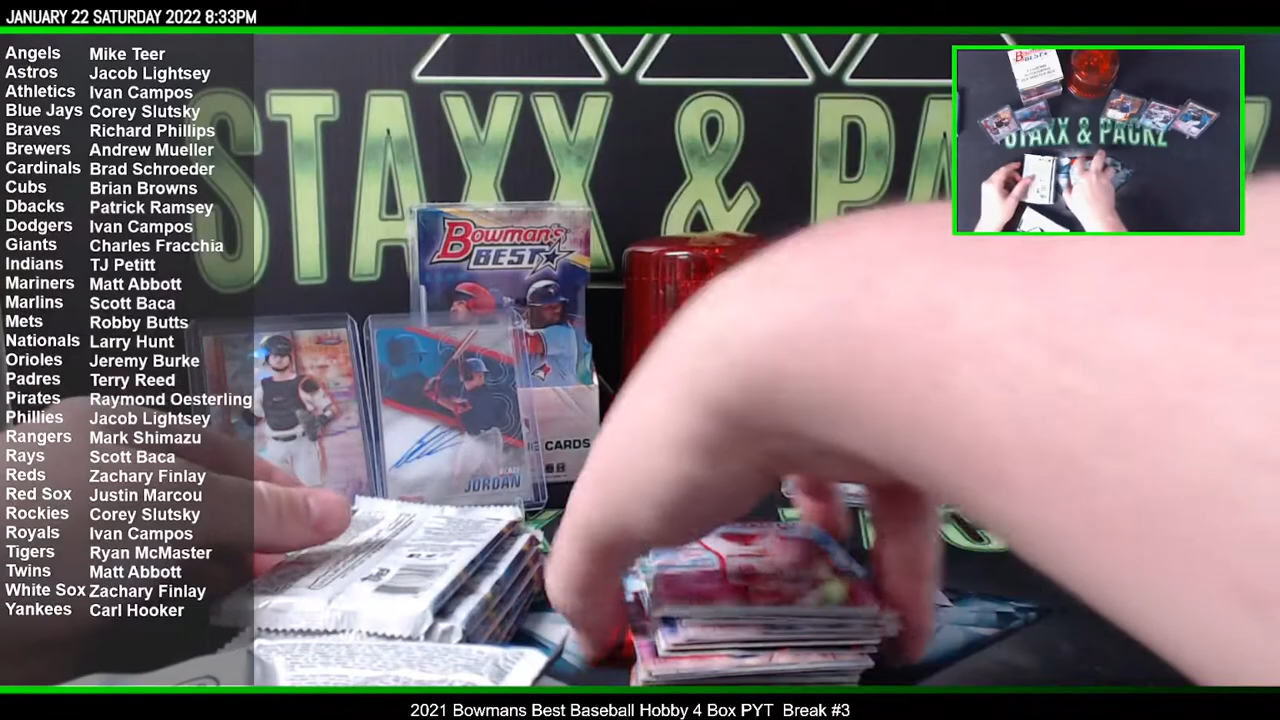 JANUARY 22 SATURDAY 2022 8:33PM
Angels Mike Teer
Astros Jacob Lightsey
Athletics Ivan Campos
Blue Jays Corey Slutsky
Braves Richard Phillips
Brewers Andrew Mueller
Cardinals Brad Schroeder
Cubs Brian Browns
Dbacks Patrick Ramsey
Dodgers Ivan Campos
Giants Charles Fracchia
Indians TJ Petitt
Mariners Matt Abbott
Marlins Scott Baca
Mets Robby Butts
Nationals Larry Hunt
Orioles Jeremy Burke
Padres Terry Reed
Pirates Raymond Oesterling
Phillies Jacob Lightsey
Rangers Mark Shimazu
Rays Scott Baca
Reds Zachary Finlay
Red Sox Justin Marcou
Rockies Corey Slutsky
Royals Ivan Campos
Tigers Ryan McMaster
Twins Matt Abbott
White Sox Zachary Finlay
Yankees Carl Hooker
STAXX & PA
Bowman's
BEST
CARDS
JORDAN
Bowman's
BEST
STAXX & PACKZ
2021 Bowmans Best Baseball Hobby 4 Box PYT Break #3